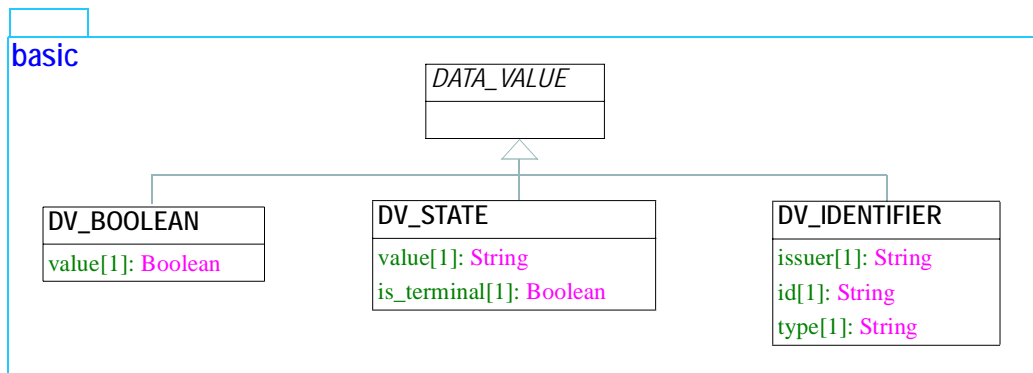 basic
DATA_VALUE
DV_BOOLEAN
value[1]: Boolean
DV_STATE
value[1]: String
is_terminal[1]: Boolean
DV_IDENTIFIER
issuer[1]: String
id[1]: String
type[1]: String